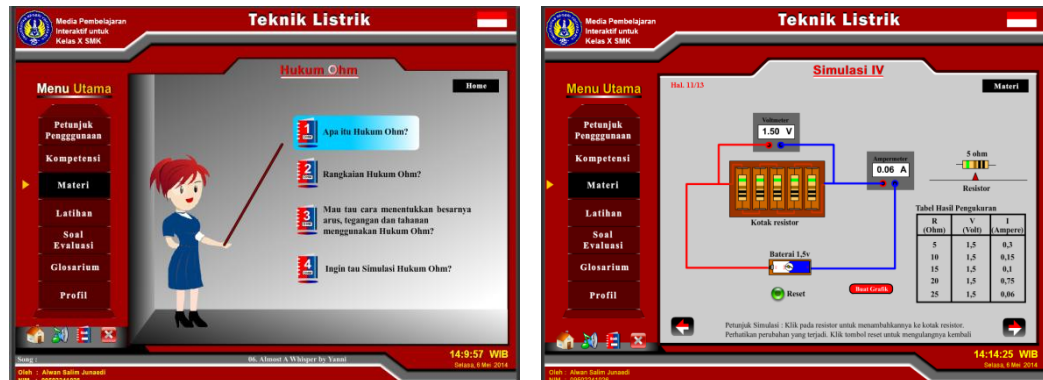 Media Pembelajaran
Interaktif untuk
Kelas X SMK
Teknik Listrik
Hukum Ohm
Home
Menu Utama
Petunjuk
Pengggunaan
Kompetensi
Materi
Latihan
Soal
Evaluasi
Glosarium
Profil
1
Apa itu Hukum Ohm?
2
Rangkaian Hukum Ohm?
3
Mau tau cara menentukkan besarnya
arus, tegangan dan tahanan
menggunakan Hukum Ohm?
4
Ingin tau Simulasi Hukum Ohm?
Song :
06. Almost A Whisper by Yanni
14:9:57 WIB
Selasa, 6 Mei 2014
Oleh : Alwan Salim Junaedi
Media Pembelajaran
Interaktif untuk
Kelas X SMK
Teknik Listrik
Simulasi IV
Hal. 11/13
Materi
Menu Utama
Petunjuk
Pengggunaan
Kompetensi
Materi
Latihan
Soal
Evaluasi
Glosarium
Profil
Voltmeter
1.50 V
Ampermeter
0.06 A
5 ohm
Resistor
Kotak resistor
Baterai 1,5v
Reset
Buat Grafik
Tabel Hasil Pengukuran
R (Ohm) V (Volt) I (Ampere)
5 1,5 0,3
10 1,5 0,15
15 1,5 0,1
20 1,5 0,75
25 1,5 0,06
Petunjuk Simulasi : Klik pada resistor untuk menambahkannya ke kotak resistor.
Perhatikan perubahan yang terjadi. Klik tombol reset untuk mengulangnya kembali
14:14:25 WIB
Selasa, 6 Mei 2014
Oleh : Alwan Salim Junaedi